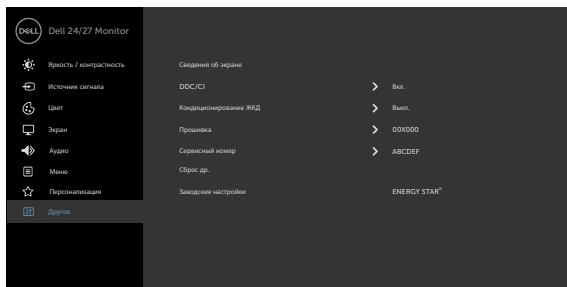 DELL Dell 24/27 Monitor
Яркость / контрастность
Сведения об экране
Источник сигнала
DDC/CI
Вкл.
Цвет
Кондиционирование ЖКД
Выкл.
Экран
Прошивка
00X000
Аудио
Сервисный номер
ABCDEF
Меню
Сброс др.
Персонализация
Заводские настройки
ENERGY STAR®
Другое